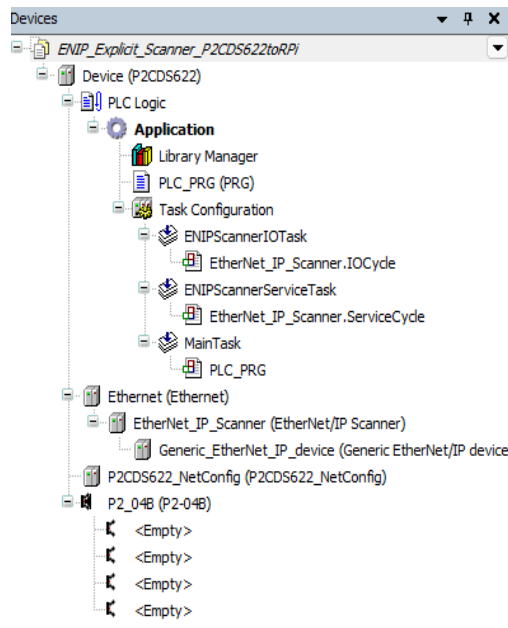 Devices
ENIP_Explicit_Scanner_P2CDS622toRPi
Device (P2CDS622)
PLC Logic
Application
Library Manager
PLC_PRG (PRG)
Task Configuration
ENIPScannerIOTask
EtherNet_IP_Scanner.IOCycle
ENIPScannerServiceTask
EtherNet_IP_Scanner.ServiceCycle
MainTask
PLC_PRG
Ethernet (Ethernet)
EtherNet_IP_Scanner (EtherNet/IP Scanner)
Generic_EtherNet_IP_device (Generic EtherNet/IP device
P2CDS622_NetConfig (P2CDS622_NetConfig)
P2_04B (P2-04B)
<Empty>
<Empty>
<Empty>
<Empty>